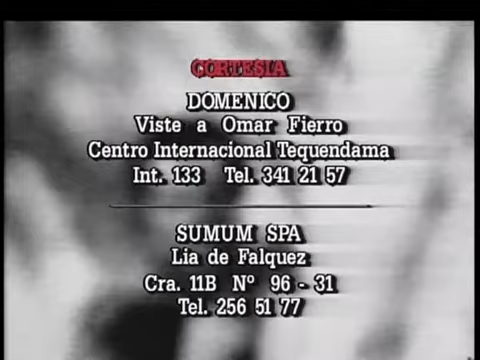 CORTESIA
DOMENICO
Viste a Omar Fierro
Centro Internacional Tequendama
Int. 133 Tel. 341 21 57
SUMUM SPA
Lia de Falquez
Cra. 11B Nº 96 - 31
Tel. 256 51 77